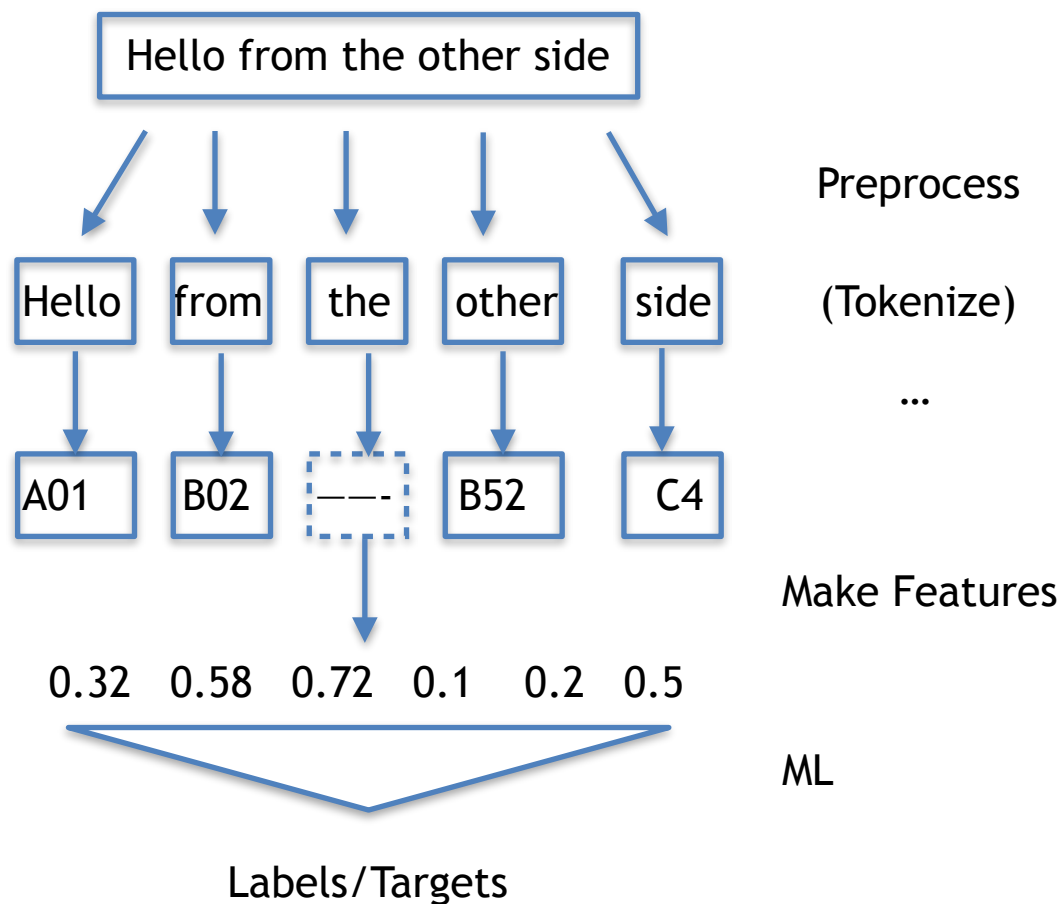 Hello from the other side
Preprocess
Hello from the other side (Tokenize)
…
A01 B02 ——- B52 C4
Make Features
0.32 0.58 0.72 0.1 0.2 0.5
ML
Labels/Targets